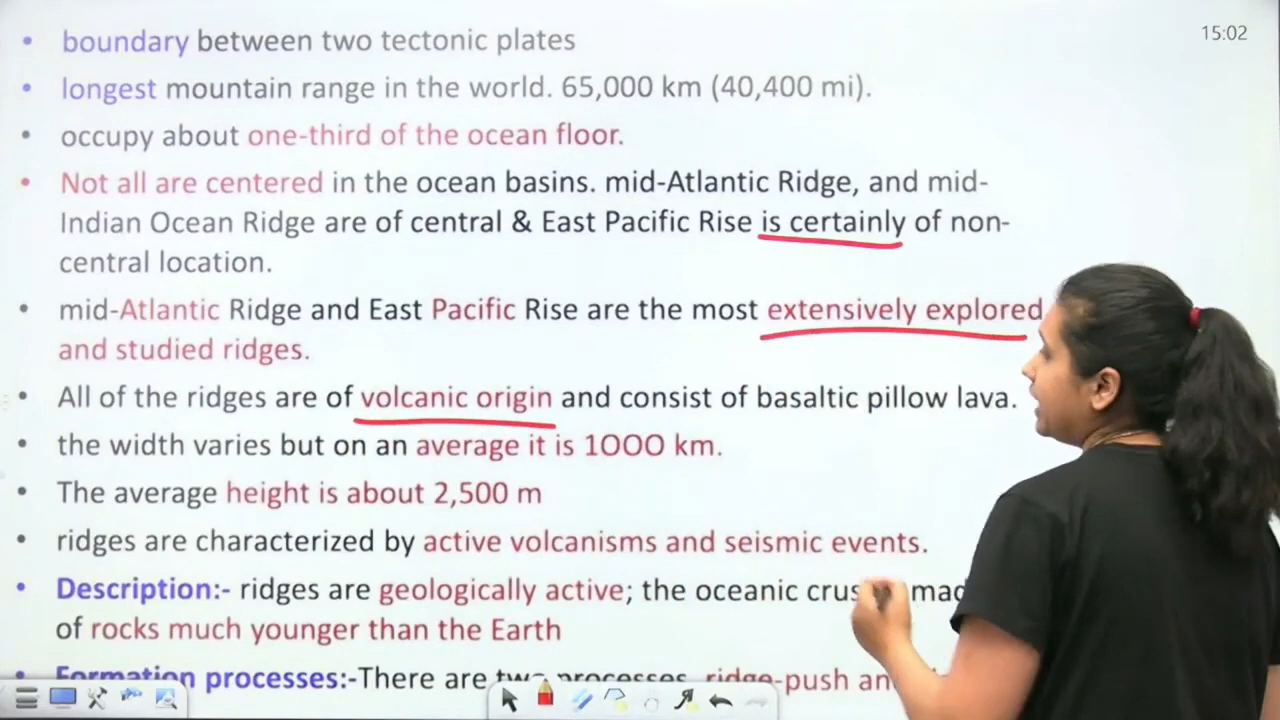 15:02
• boundary between two tectonic plates
• longest mountain range in the world. 65,000 km (40,400 mi).
• occupy about one-third of the ocean floor.
• Not all are centered in the ocean basins. mid-Atlantic Ridge, and mid-
Indian Ocean Ridge are of central & East Pacific Rise is certainly of non-
central location.
• mid-Atlantic Ridge and East Pacific Rise are the most extensively explored
and studied ridges.
• All of the ridges are of volcanic origin and consist of basaltic pillow lava.
• the width varies but on an average it is 1OOO km.
• The average height is about 2,500 m
• ridges are characterized by active volcanisms and seismic events.
• Description:- ridges are geologically active; the oceanic
of rocks much younger than the Earth
• Formation processes:-There are two processes, ridge-push